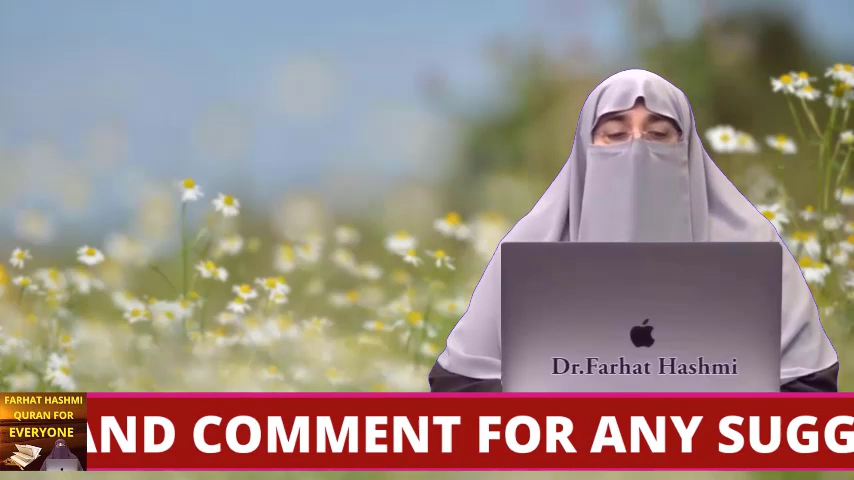 Dr.Farhat Hashmi
FARHAT HASHMI
QURAN FOR
EVERYONE
AND COMMENT FOR ANY SUGG